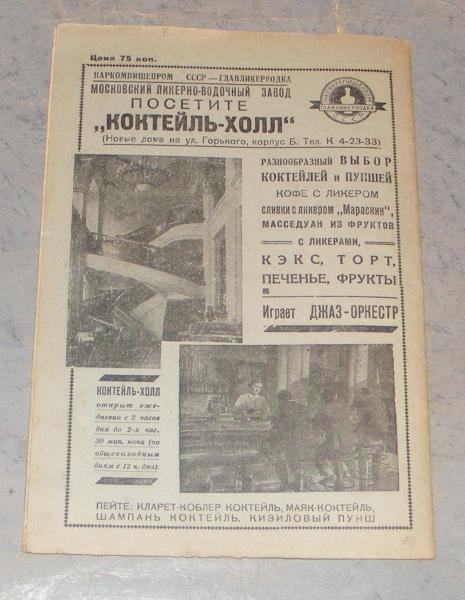 Цена 75 коп.
НАРКОМПИЩЕПРОМ СССР—ГЛАВЛИКЕРВОДКА
МОСКОВСКИЙ ЛИКЕРНО-ВОДОЧНЫЙ ЗАВОД
ПОСЕТИТЕ
„КОКТЕЙЛЬ-ХОЛЛ“
(Новые дома на ул. Горького, корпус Б. Тел. К 4-23-33)
НАРКОМПИЩЕПРОМ
ГЛАВЛИКЕРВОДКА
СССР
РАЗНООБРАЗНЫЙ ВЫБОР
КОКТЕЙЛЕЙ и ПУНШЕЙ
КОФЕ С ЛИКЕРОМ
СЛИВКИ С ЛИКЕРОМ „Мараскин“,
МАССЕДУАН ИЗ ФРУКТОВ
— С ЛИКЕРАМИ, —
КЭКС, ТОРТ,
ПЕЧЕНЬЕ, ФРУКТЫ
Играет ДЖАЗ-ОРКЕСТР
КОКТЕЙЛЬ-ХОЛЛ
открыт еже-
дневно с 2 часов
дня до 2-х час.
30 мин. ночи (по
общевыходным
дням с 12 ч. дня).
ПЕЙТЕ: КЛАРЕТ-КОБЛЕР КОКТЕЙЛЬ, МАЯК-КОКТЕЙЛЬ,
ШАМПАНЬ КОКТЕЙЛЬ, КИЗИЛОВЫЙ ПУНШ